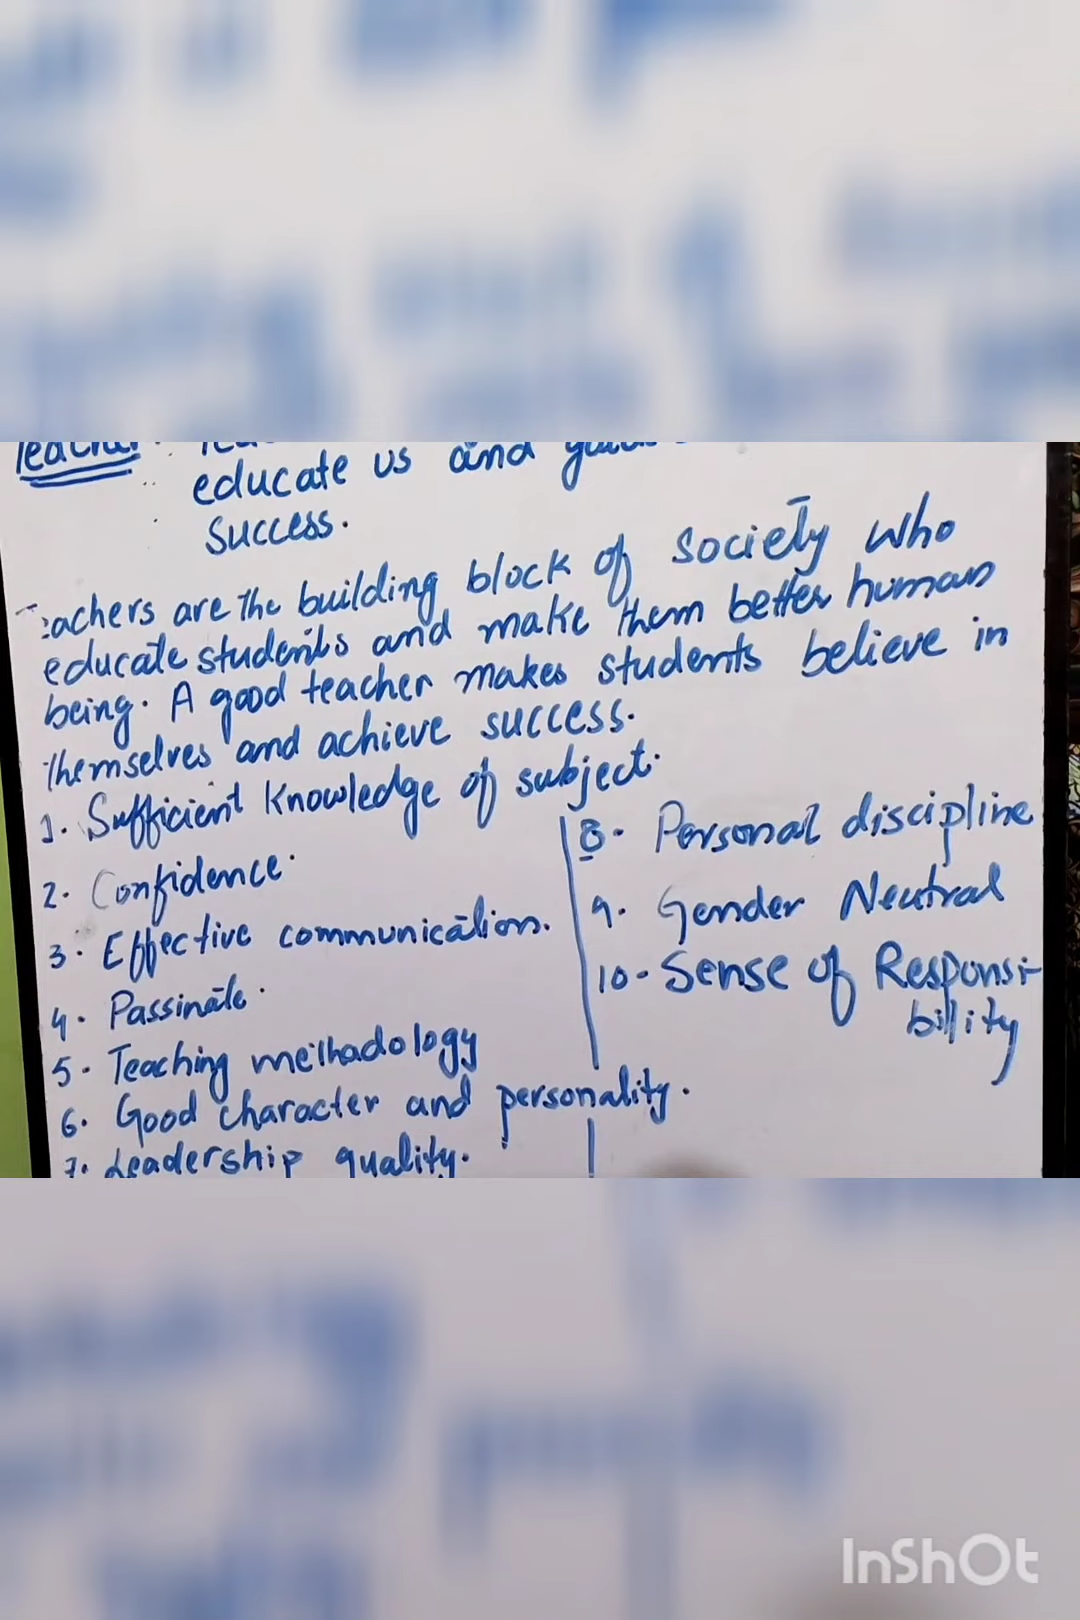 Teacher:
educate us and
success.
Teachers are the building block of society who
educate students and make them better human
being. A good teacher makes students believe in
themselves and achieve success.
1. Sufficient knowledge of subject.
2. Confidence.
3. Effective communication.
4. Passinate.
5. Teaching methadology
6. Good character and personality.
7. Leadership quality.
8. Personal discipline
9. Gender Neutral
10- Sense of Responsi-
bility
InShOt